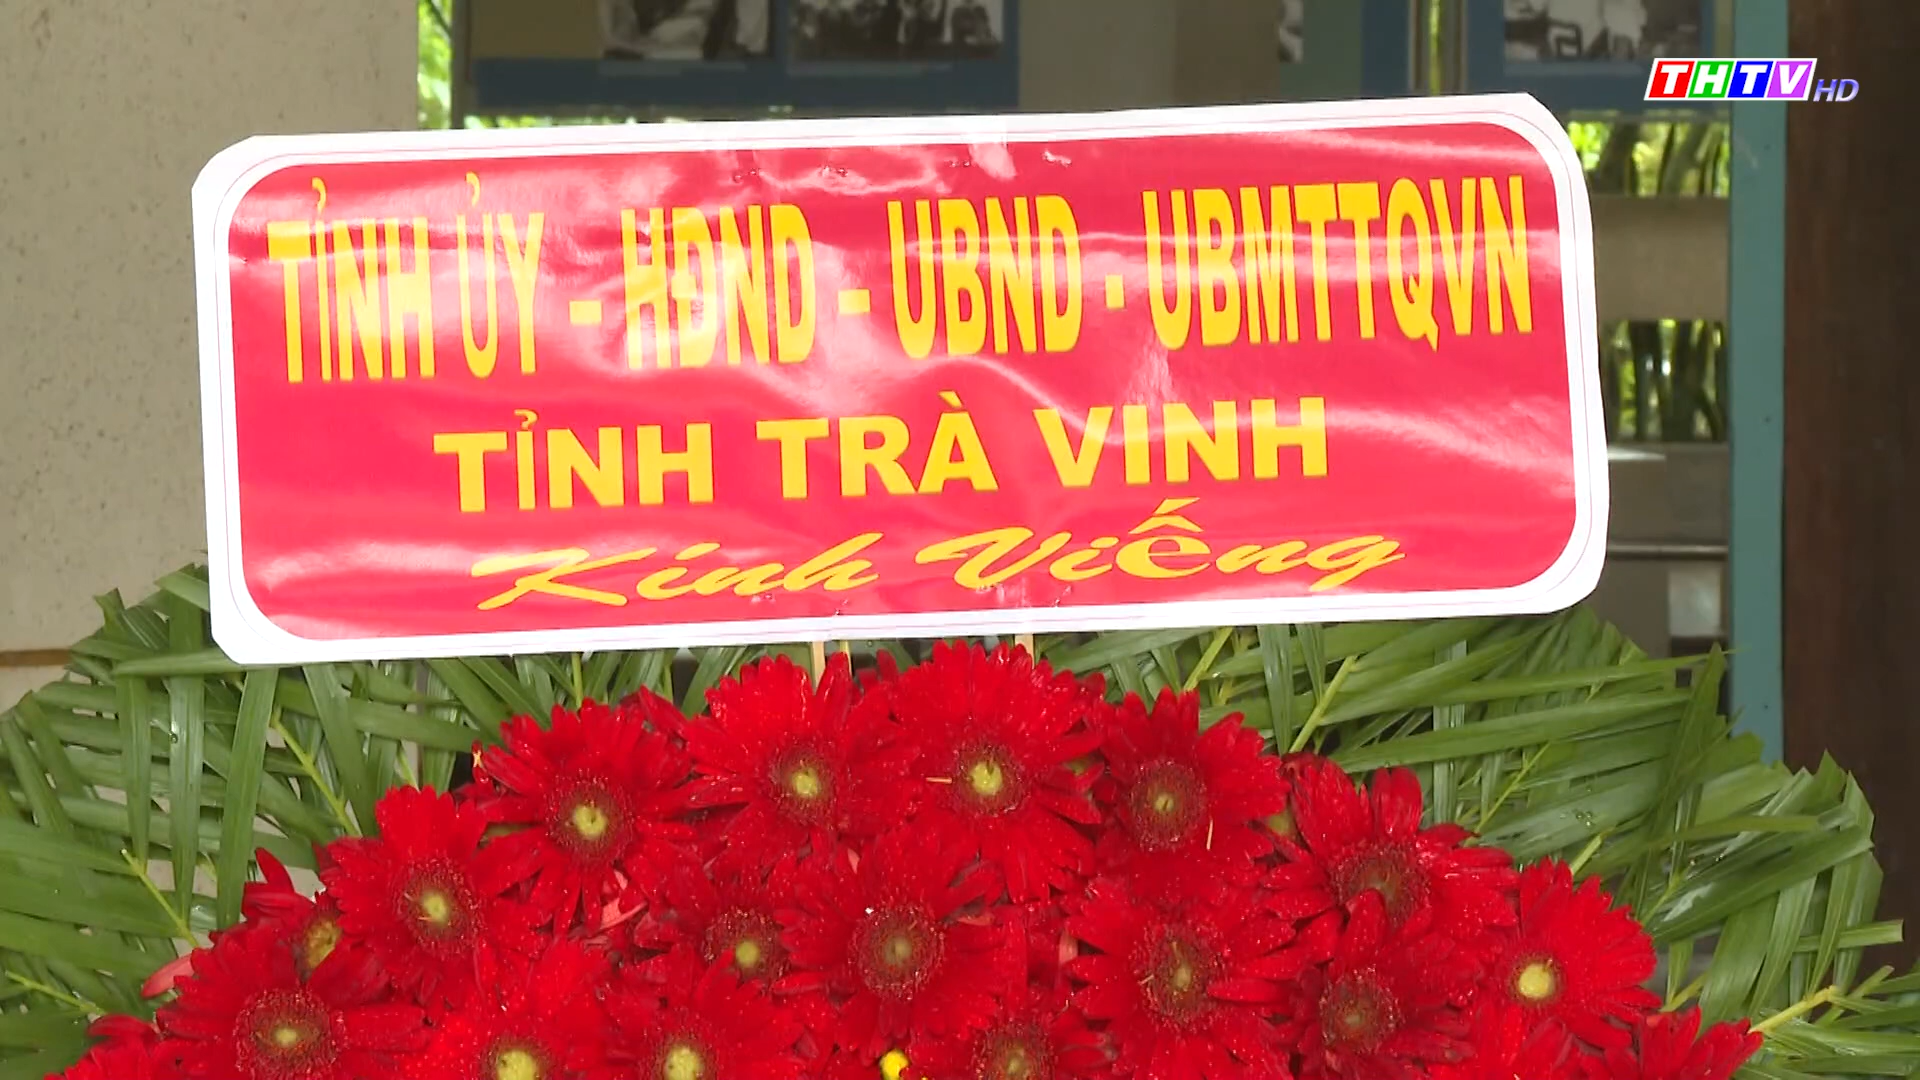 THTV HD
TỈNH ỦY - HĐND - UBND - UBMTTQVN
TỈNH TRÀ VINH
Kính Viếng